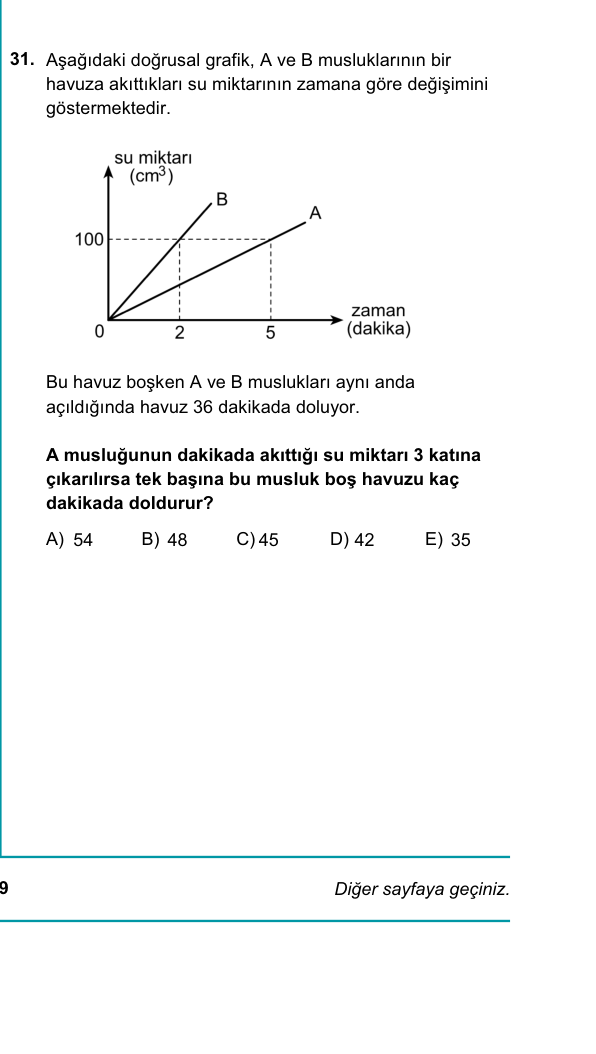 31. Aşağıdaki doğrusal grafik, A ve B musluklarının bir
havuza akıttıkları su miktarının zamana göre değişimini
göstermektedir.
su miktarı
(cm³)
B
A
100
zaman
(dakika)
0
2
5
Bu havuz boşken A ve B muslukları aynı anda
açıldığında havuz 36 dakikada doluyor.
A musluğunun dakikada akıttığı su miktarı 3 katına
çıkarılırsa tek başına bu musluk boş havuzu kaç
dakikada doldurur?
A) 54 B) 48 C) 45 D) 42 E) 35
9 Diğer sayfaya geçiniz.